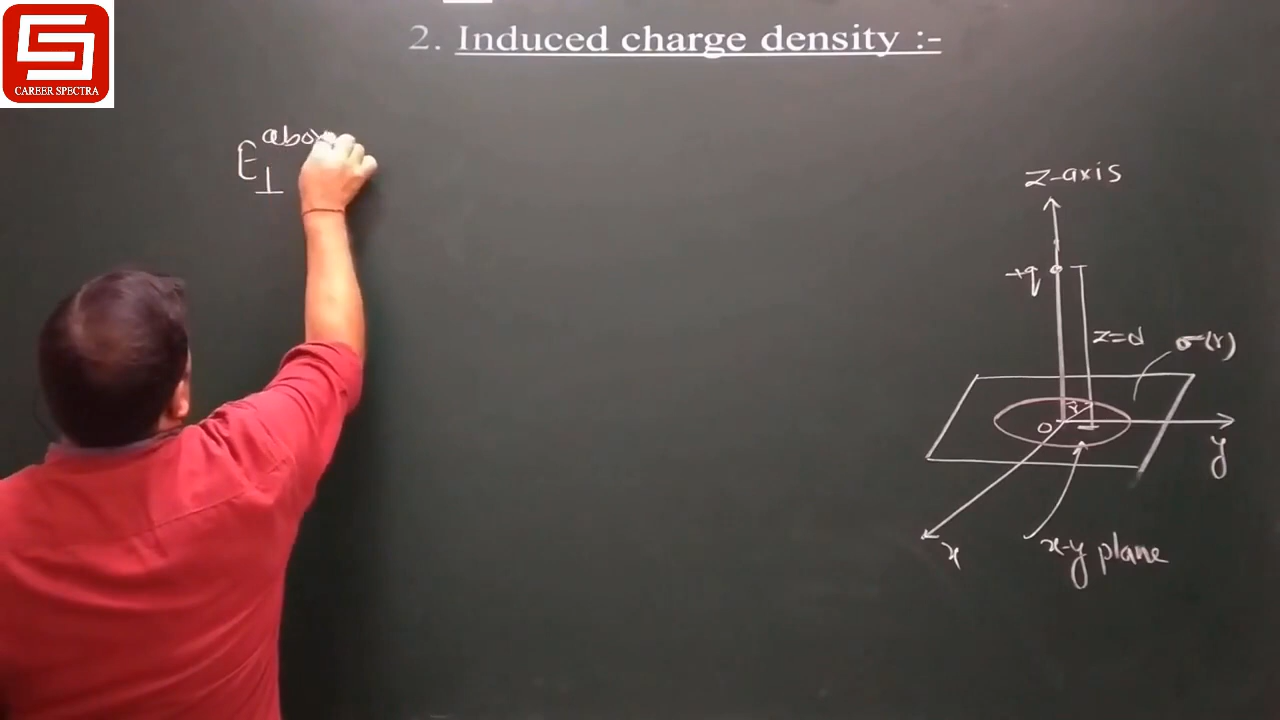 CAREER SPECTRA
2. Induced charge density :-
E⊥
z-axis
+q
z=d
σ(r)
r
O
y
x
x-y plane